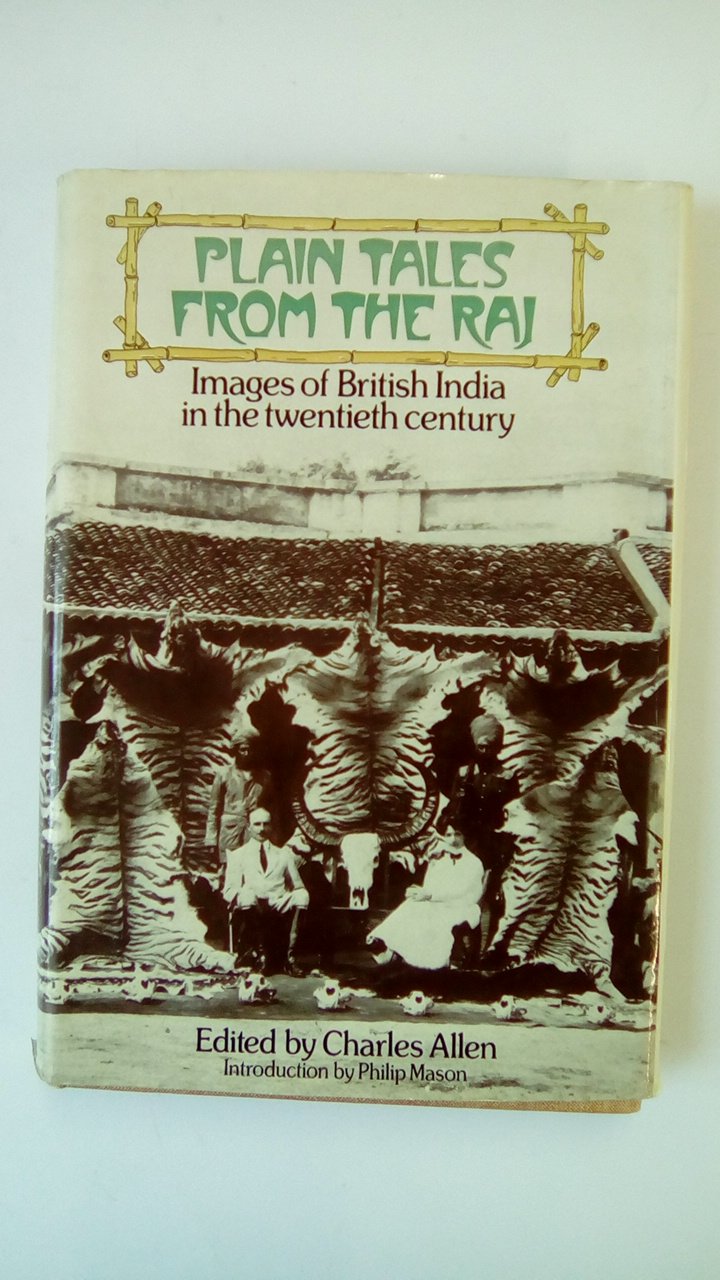 PLAIN TALES
FROM THE RAJ
Images of British India
in the twentieth century
Edited by Charles Allen
Introduction by Philip Mason